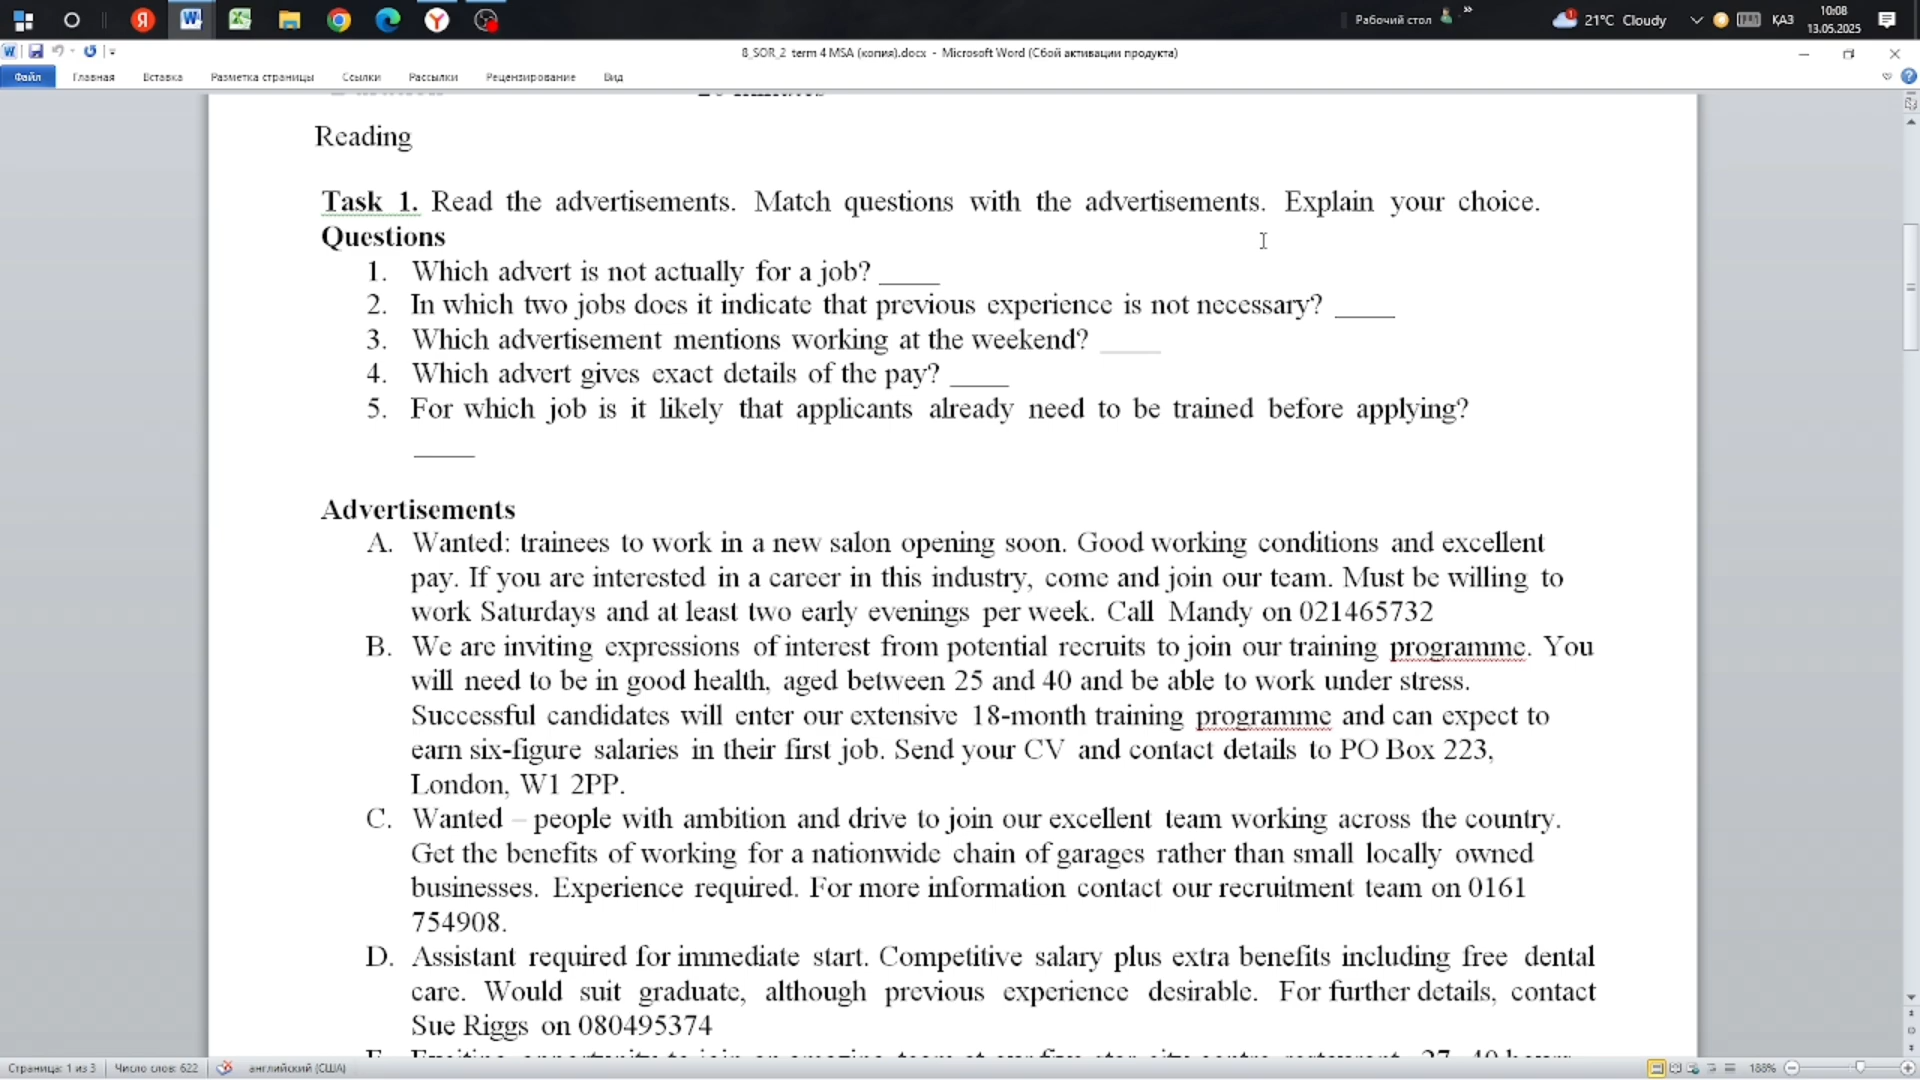 Рабочий стол
»
21°C Cloudy
ҚАЗ
10:08
13.05.2025
8_SOR_2 term 4 MSA (копия).docx - Microsoft Word (Сбой активации продукта)
Файл Главная Вставка Разметка страницы Ссылки Рассылки Рецензирование Вид
Reading
Task 1. Read the advertisements. Match questions with the advertisements. Explain your choice.
Questions
1. Which advert is not actually for a job? ____
2. In which two jobs does it indicate that previous experience is not necessary? ____
3. Which advertisement mentions working at the weekend? ____
4. Which advert gives exact details of the pay? ____
5. For which job is it likely that applicants already need to be trained before applying?
____
Advertisements
A. Wanted: trainees to work in a new salon opening soon. Good working conditions and excellent
pay. If you are interested in a career in this industry, come and join our team. Must be willing to
work Saturdays and at least two early evenings per week. Call Mandy on 021465732
B. We are inviting expressions of interest from potential recruits to join our training programme. You
will need to be in good health, aged between 25 and 40 and be able to work under stress.
Successful candidates will enter our extensive 18-month training programme and can expect to
earn six-figure salaries in their first job. Send your CV and contact details to PO Box 223,
London, W1 2PP.
C. Wanted – people with ambition and drive to join our excellent team working across the country.
Get the benefits of working for a nationwide chain of garages rather than small locally owned
businesses. Experience required. For more information contact our recruitment team on 0161
754908.
D. Assistant required for immediate start. Competitive salary plus extra benefits including free dental
care. Would suit graduate, although previous experience desirable. For further details, contact
Sue Riggs on 080495374
Страница: 1 из 3 Число слов: 622 английский (США) 188%